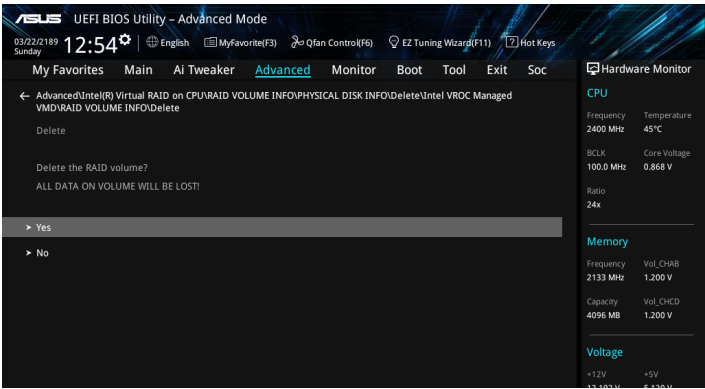 ASUS UEFI BIOS Utility – Advanced Mode
03/22/2189 Sunday 12:54 English MyFavorite(F3) Qfan Control(F6) EZ Tuning Wizard(F11) ? Hot Keys
My Favorites Main Ai Tweaker Advanced Monitor Boot Tool Exit Soc
← Advanced\Intel(R) Virtual RAID on CPU\RAID VOLUME INFO\PHYSICAL DISK INFO\Delete\Intel VROC Managed
VMD\RAID VOLUME INFO\Delete
Delete
Delete the RAID volume?
ALL DATA ON VOLUME WILL BE LOST!
➤ Yes
➤ No
Hardware Monitor
CPU
Frequency Temperature
2400 MHz 45°C
BCLK Core Voltage
100.0 MHz 0.868 V
Ratio
24x
Memory
Frequency Vol_CHAB
2133 MHz 1.200 V
Capacity Vol_CHCD
4096 MB 1.200 V
Voltage
+12V +5V
12.192 V 5.120 V